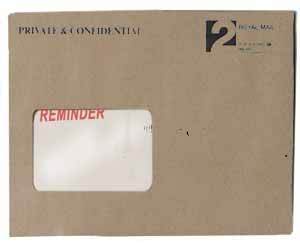 PRIVATE & CONFIDENTIAL
2
ROYAL MAIL
REMINDER